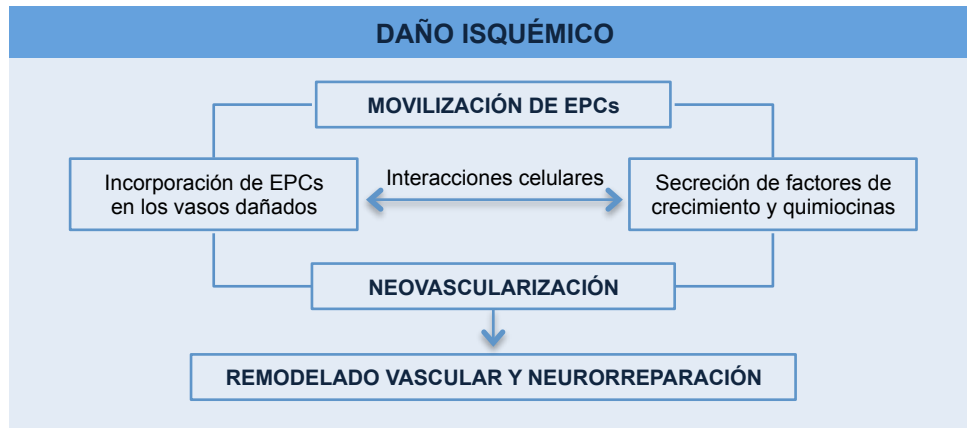 DAÑO ISQUÉMICO
MOVILIZACIÓN DE EPCs
Incorporación de EPCs
en los vasos dañados
Interacciones celulares
Secreción de factores de
crecimiento y quimiocinas
NEOVASCULARIZACIÓN
REMODELADO VASCULAR Y NEURORREPARACIÓN